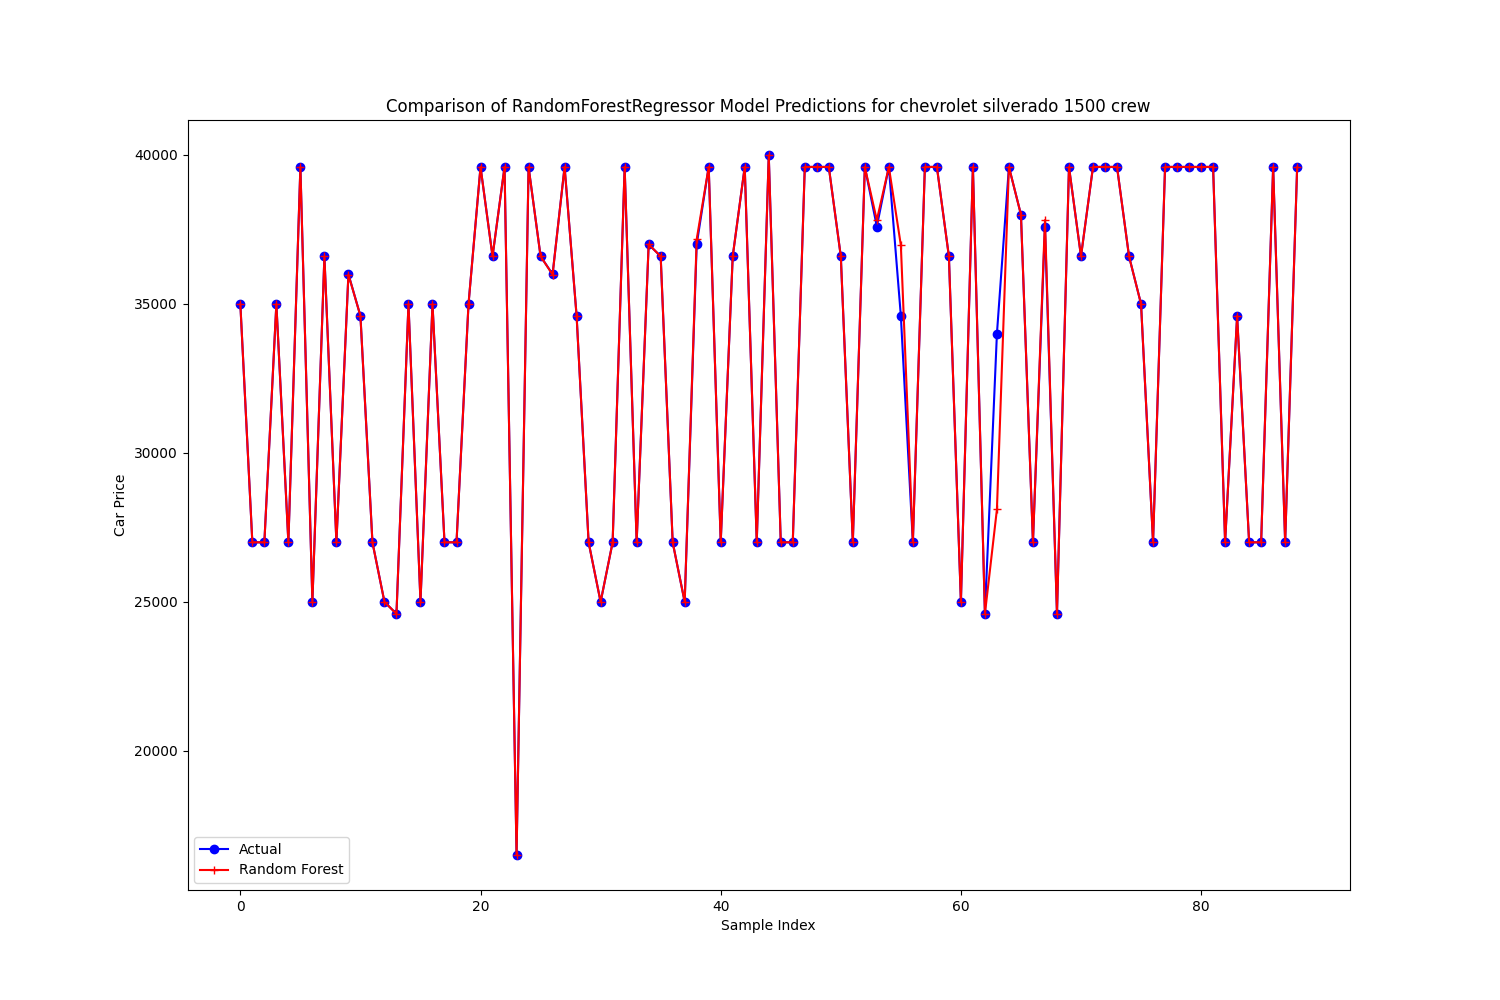 Comparison of RandomForestRegressor Model Predictions for chevrolet silverado 1500 crew
40000
35000
30000
25000
20000
Car Price
Actual
Random Forest
0 20 40 60 80
Sample Index